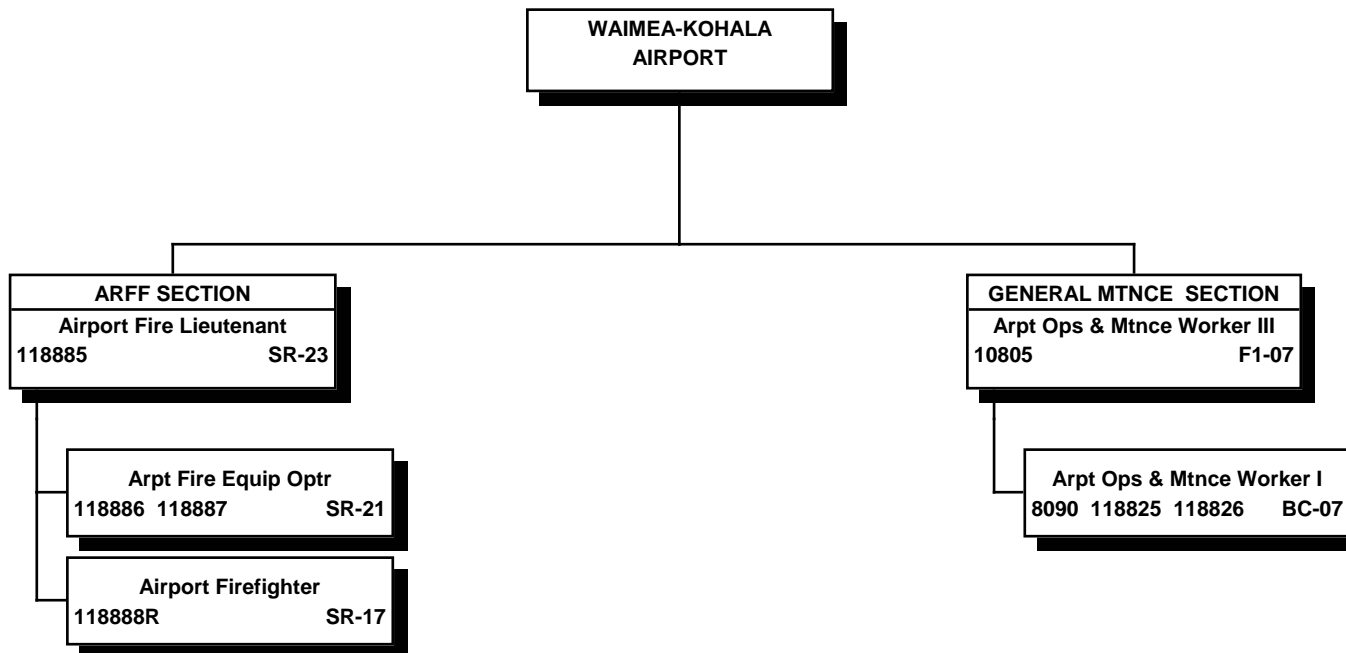 WAIMEA-KOHALA
AIRPORT
ARFF SECTION
Airport Fire Lieutenant
118885 SR-23
Arpt Fire Equip Optr
118886 118887 SR-21
Airport Firefighter
118888R SR-17
GENERAL MTNCE SECTION
Arpt Ops & Mtnce Worker III
10805 F1-07
Arpt Ops & Mtnce Worker I
8090 118825 118826 BC-07